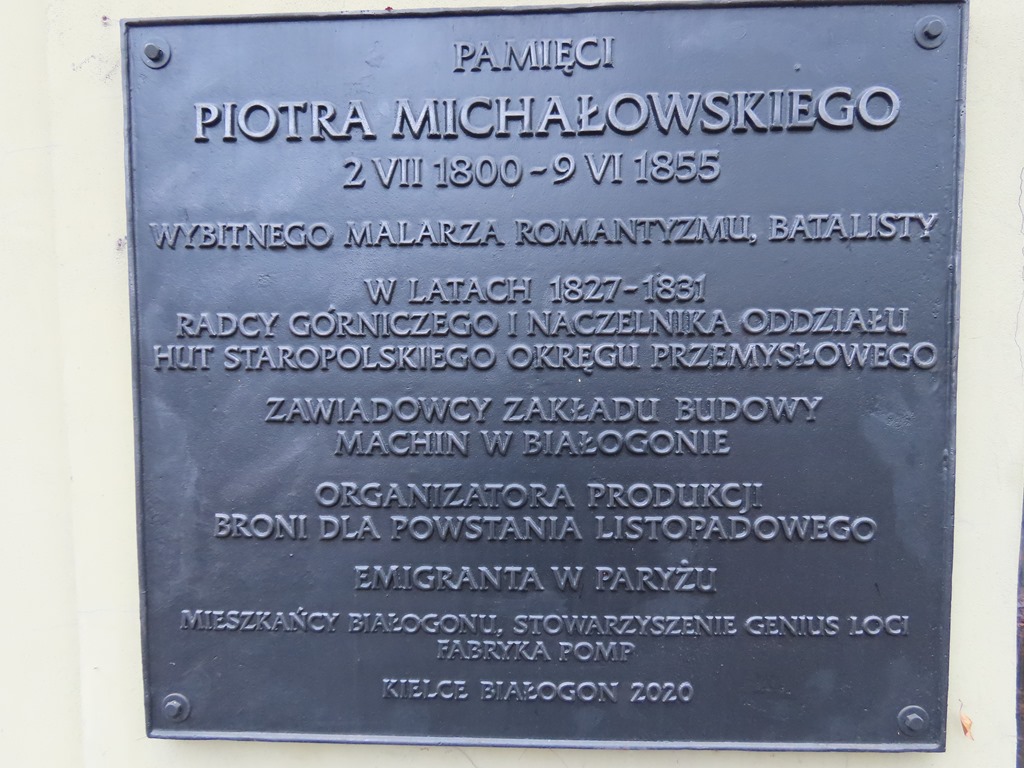 PAMIĘCI
PIOTRA MICHAŁOWSKIEGO
2 VII 1800 - 9 VI 1855
WYBITNEGO MALARZA ROMANTYZMU, BATALISTY
W LATACH 1827-1831
RADCY GÓRNICZEGO I NACZELNIKA ODDZIAŁU
HUT STAROPOLSKIEGO OKRĘGU PRZEMYSŁOWEGO
ZAWIADOWCY ZAKŁADU BUDOWY
MACHIN W BIAŁOGONIE
ORGANIZATORA PRODUKCJI
BRONI DLA POWSTANIA LISTOPADOWEGO
EMIGRANTA W PARYŻU
MIESZKAŃCY BIAŁOGONU, STOWARZYSZENIE GENIUS LOCI
FABRYKA POMP
KIELCE BIAŁOGON 2020